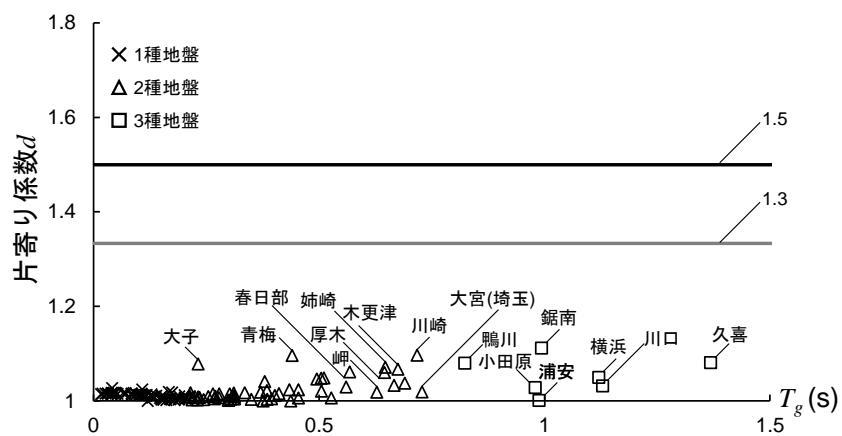 片寄り係数d
1.8
1.6
1.4
1.2
1
× 1種地盤
△ 2種地盤
□ 3種地盤
1.5
1.3
春日部
姉崎
木更津
大宮(埼玉)
大子
青梅
厚木
岬
川崎
鴨川
鋸南
小田原
浦安
横浜
川口
久喜
0
0.5
1
1.5
Tg (s)